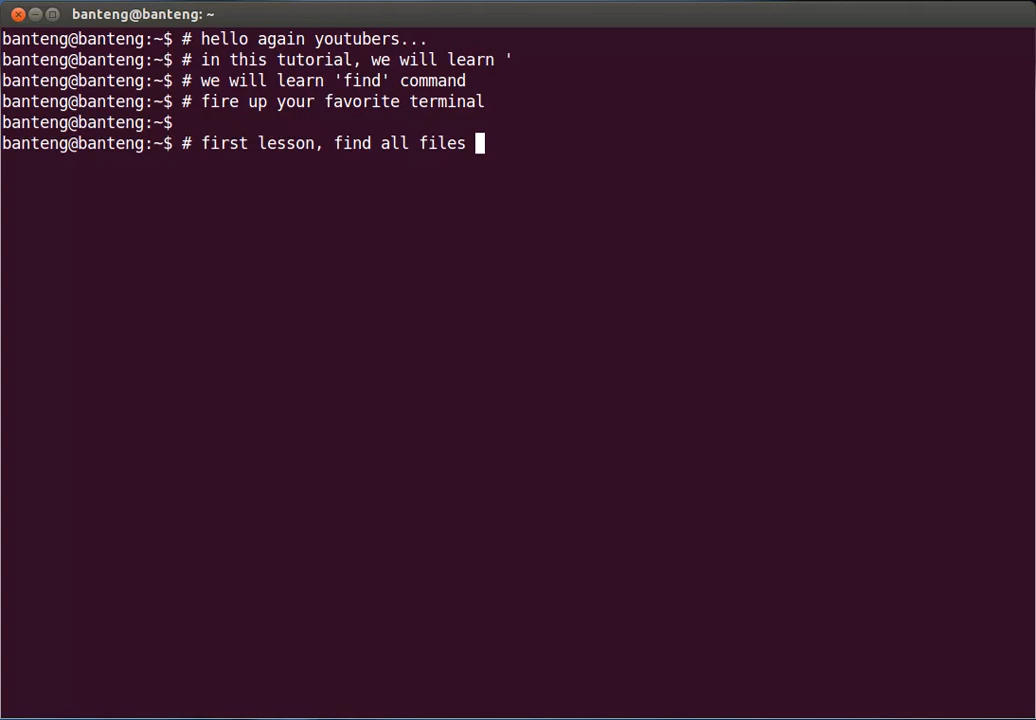 banteng@banteng: ~
banteng@banteng:~$ # hello again youtubers...
banteng@banteng:~$ # in this tutorial, we will learn '
banteng@banteng:~$ # we will learn 'find' command
banteng@banteng:~$ # fire up your favorite terminal
banteng@banteng:~$
banteng@banteng:~$ # first lesson, find all files